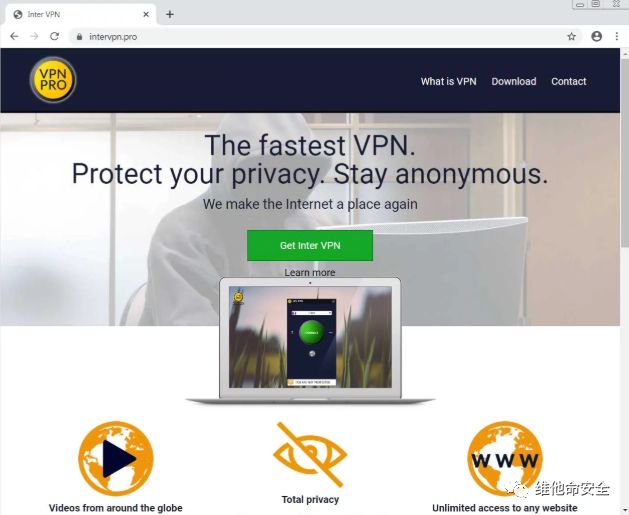 Inter VPN
intervpn.pro
VPN
PRO
What is VPN
Download
Contact
The fastest VPN.
Protect your privacy. Stay anonymous.
We make the Internet a place again
Get Inter VPN
Learn more
WWW
Videos from around the globe
Total privacy
Unlimited access to any website
维他命安全